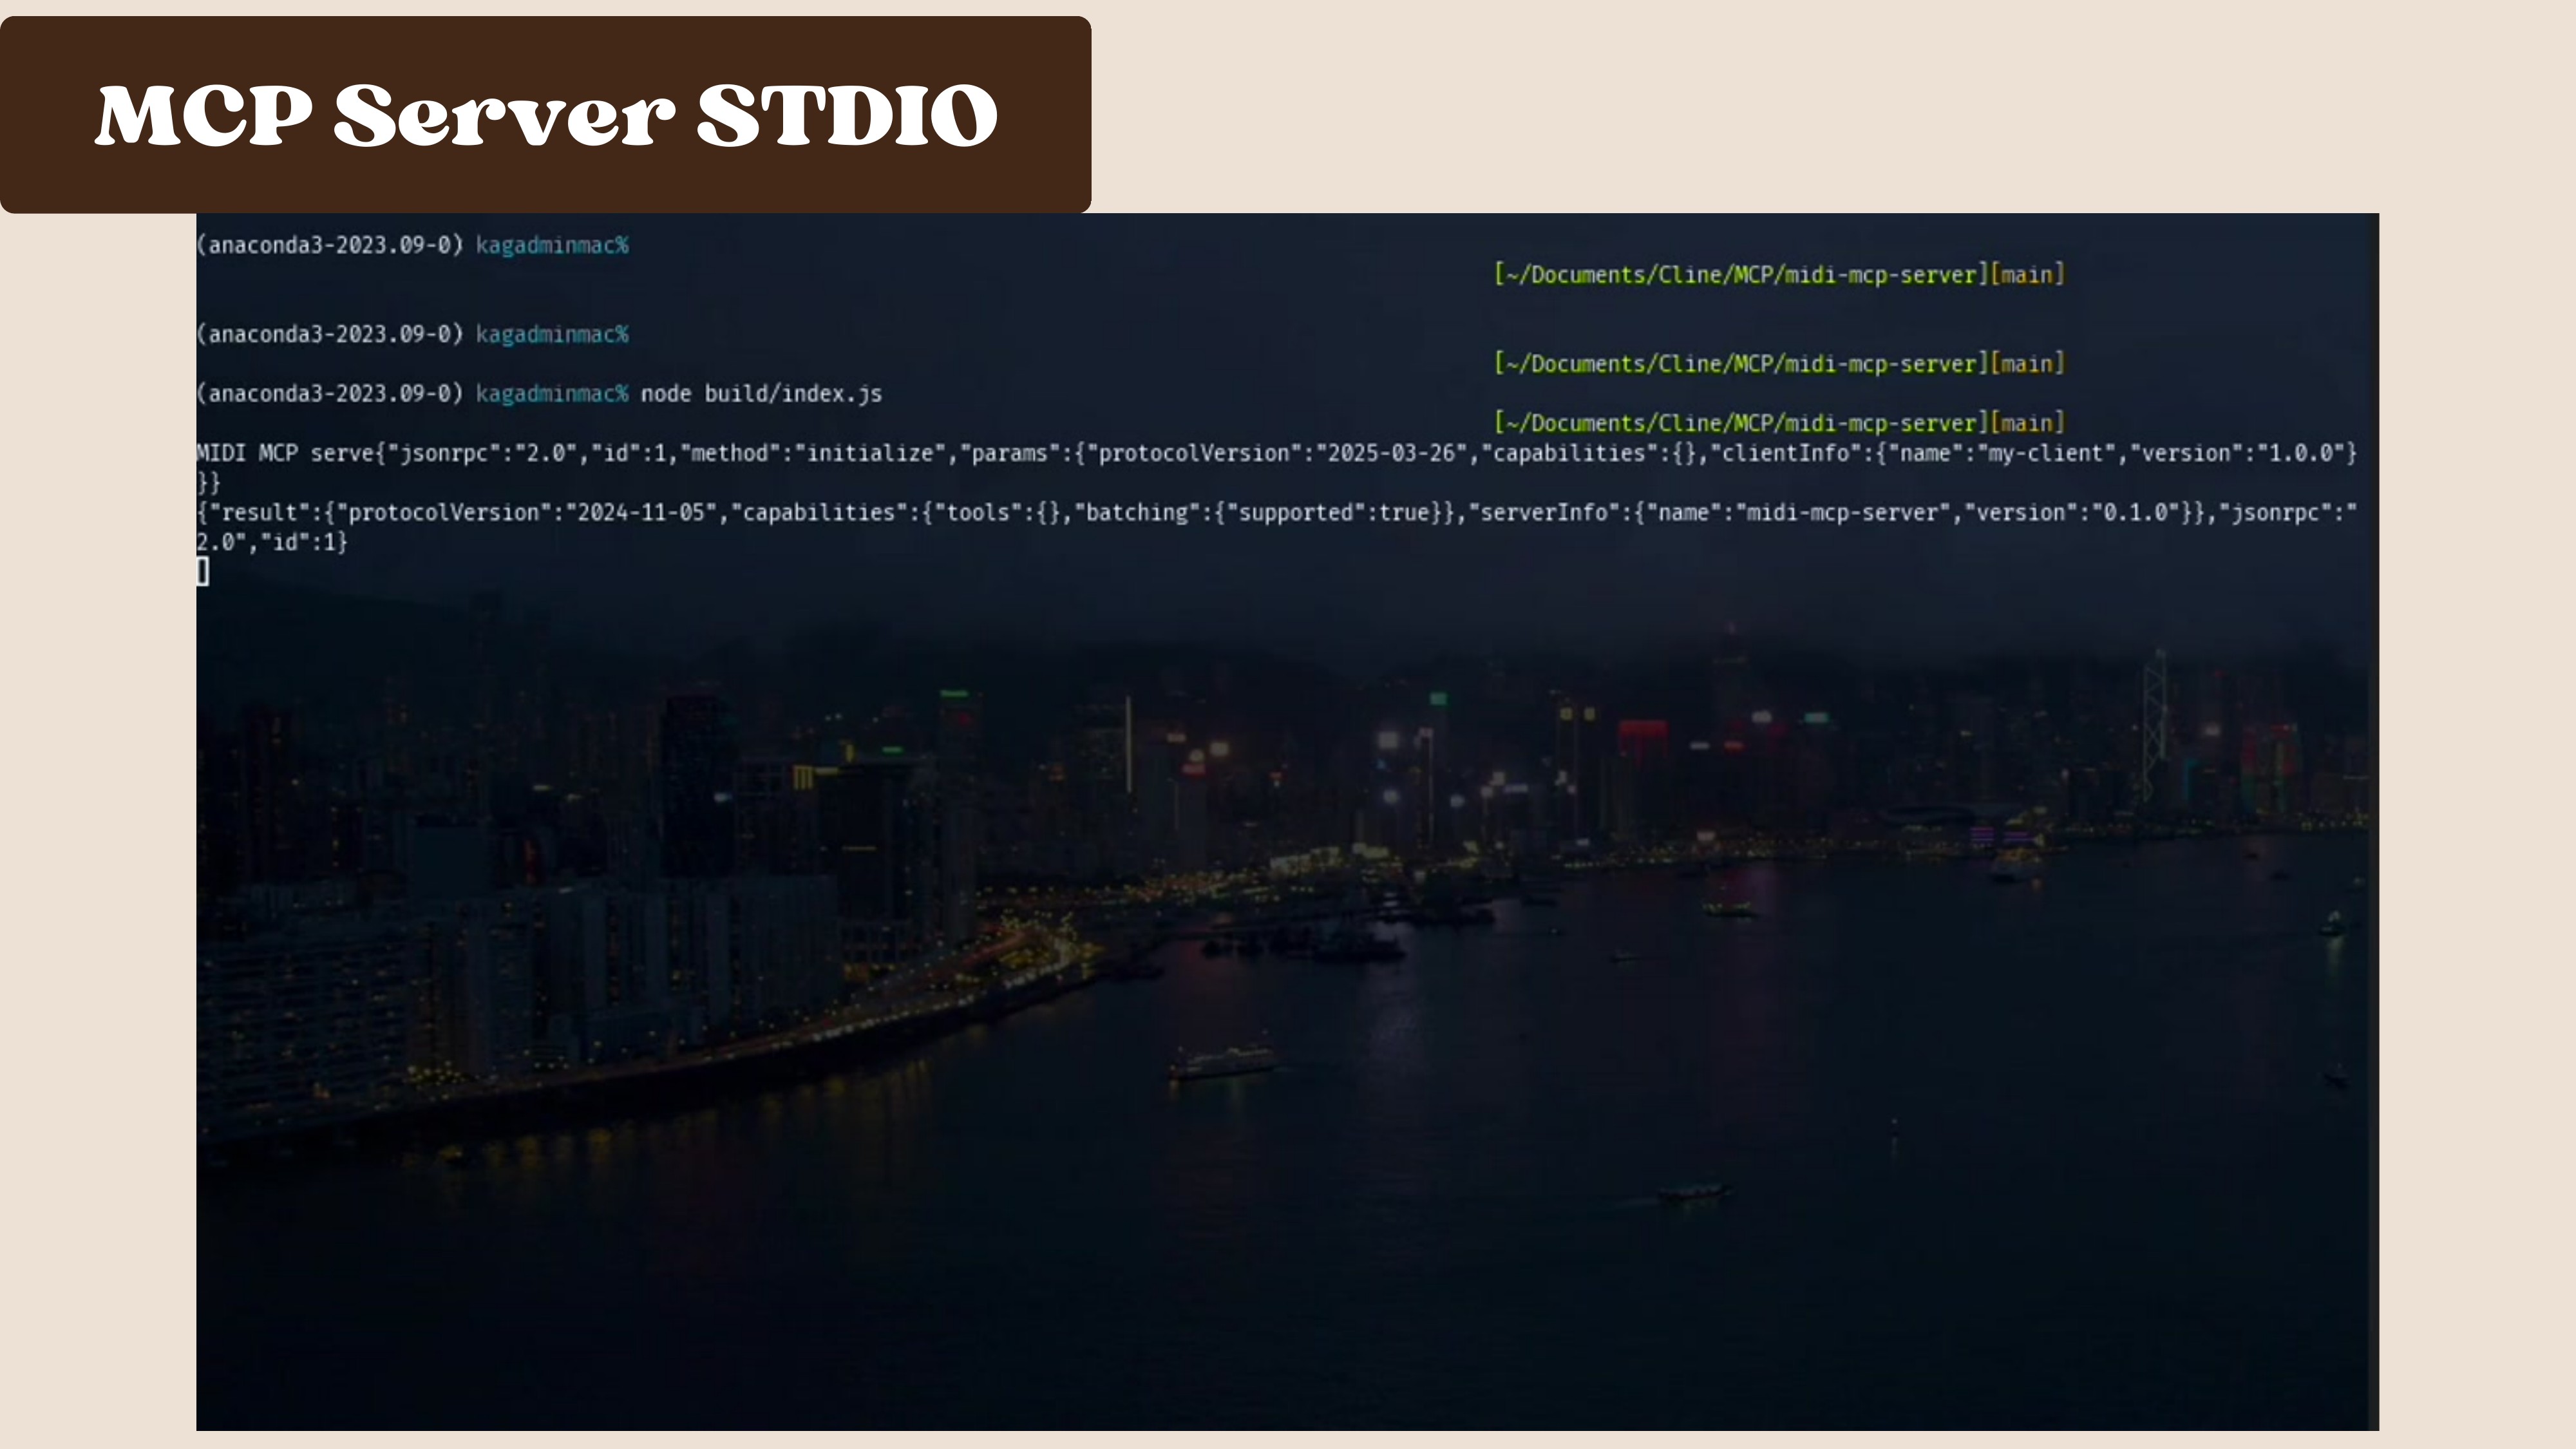 MCP Server STDIO
(anaconda3-2023.09-0) kagadminmac%
[~/Documents/Cline/MCP/midi-mcp-server][main]
(anaconda3-2023.09-0) kagadminmac%
[~/Documents/Cline/MCP/midi-mcp-server][main]
(anaconda3-2023.09-0) kagadminmac% node build/index.js
[~/Documents/Cline/MCP/midi-mcp-server][main]
MIDI MCP serve{"jsonrpc":"2.0","id":1,"method":"initialize","params":{"protocolVersion":"2025-03-26","capabilities":{},"clientInfo":{"name":"my-client","version":"1.0.0"}
}}
{"result":{"protocolVersion":"2024-11-05","capabilities":{"tools":{},"batching":{"supported":true}},"serverInfo":{"name":"midi-mcp-server","version":"0.1.0"}},"jsonrpc":"
2.0","id":1}